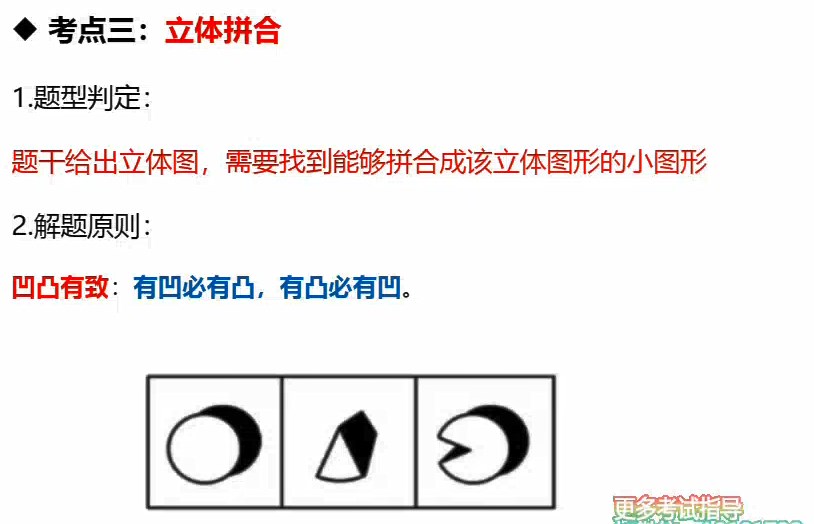 ◆ 考点三：立体拼合
1.题型判定：
题干给出立体图，需要找到能够拼合成该立体图形的小图形
2.解题原则：
凹凸有致：有凹必有凸，有凸必有凹。
更多考试指导